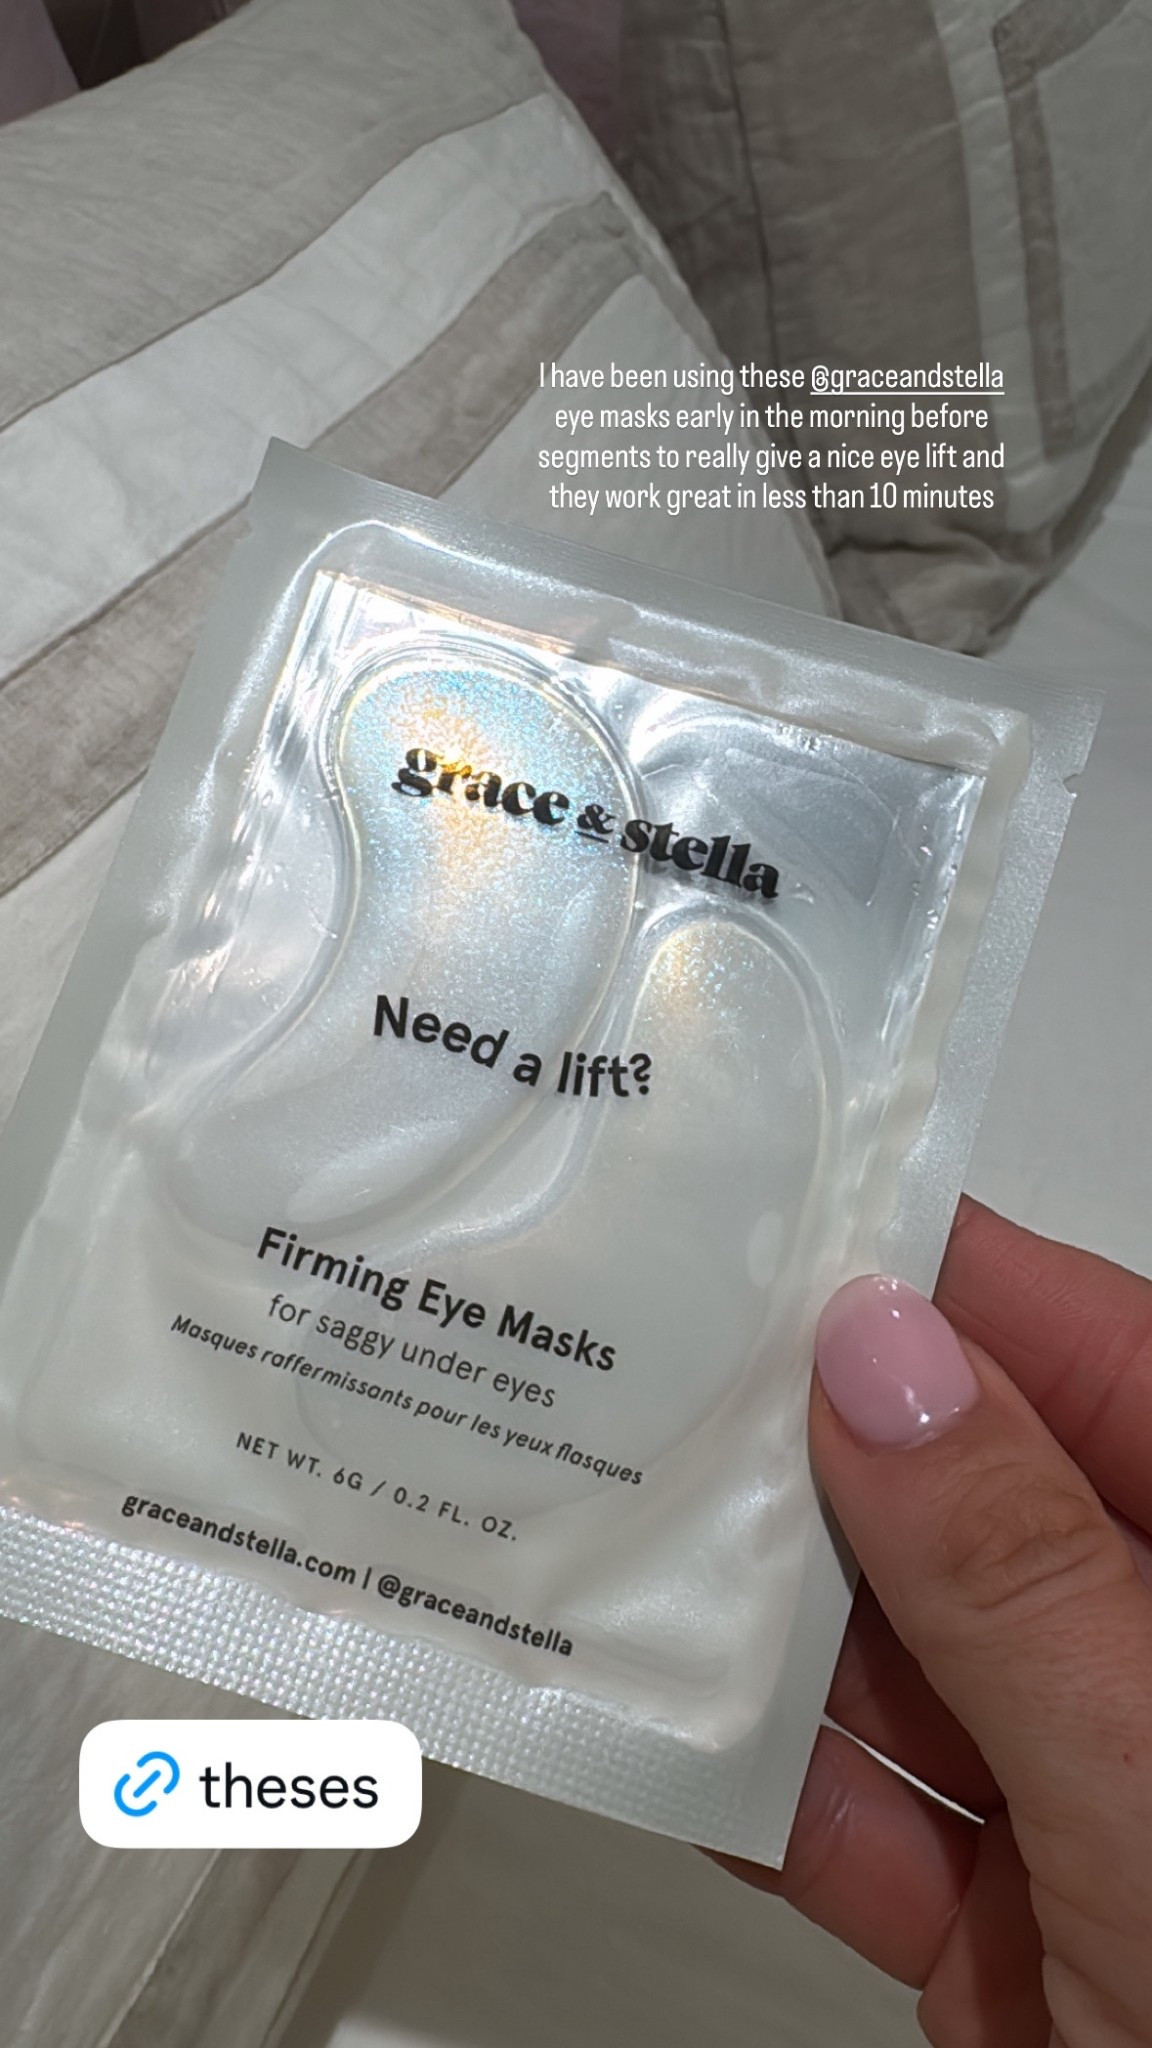 I have been using these @graceandstella
eye masks early in the morning before
segments to really give a nice eye lift and
they work great in less than 10 minutes
grace & stella
Need a lift?
Firming Eye Masks
for saggy under eyes
Masques raffermissants pour les yeux flasques
NET WT. 6G / 0.2 FL. OZ.
graceandstella.com | @graceandstella
theses